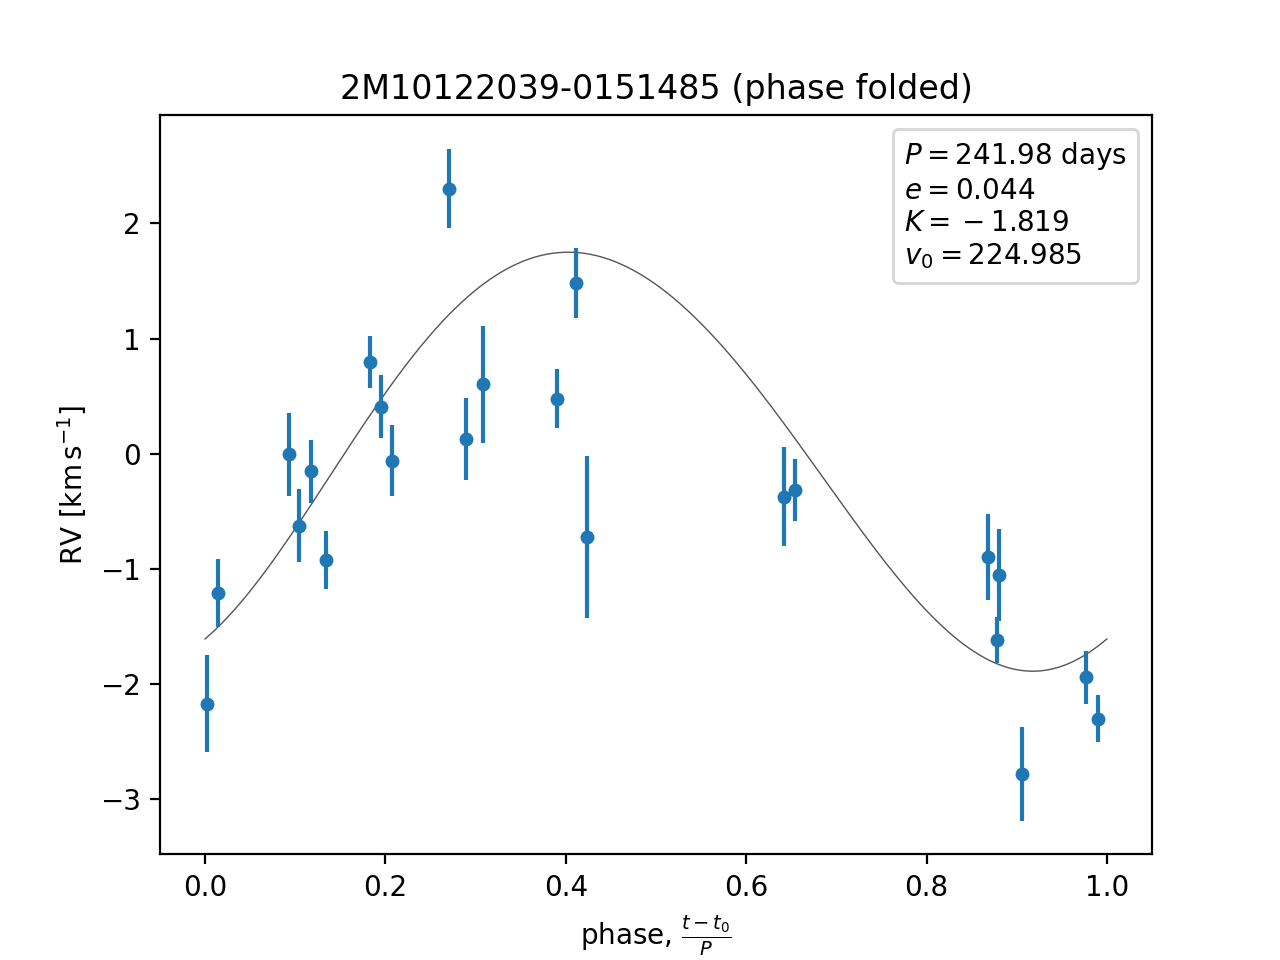 2M10122039-0151485 (phase folded)
P = 241.98 days
e = 0.044
K = −1.819
v₀ = 224.985
RV [km s⁻¹]
2
1
0
−1
−2
−3
0.0 0.2 0.4 0.6 0.8 1.0
phase, (t − t₀)/P